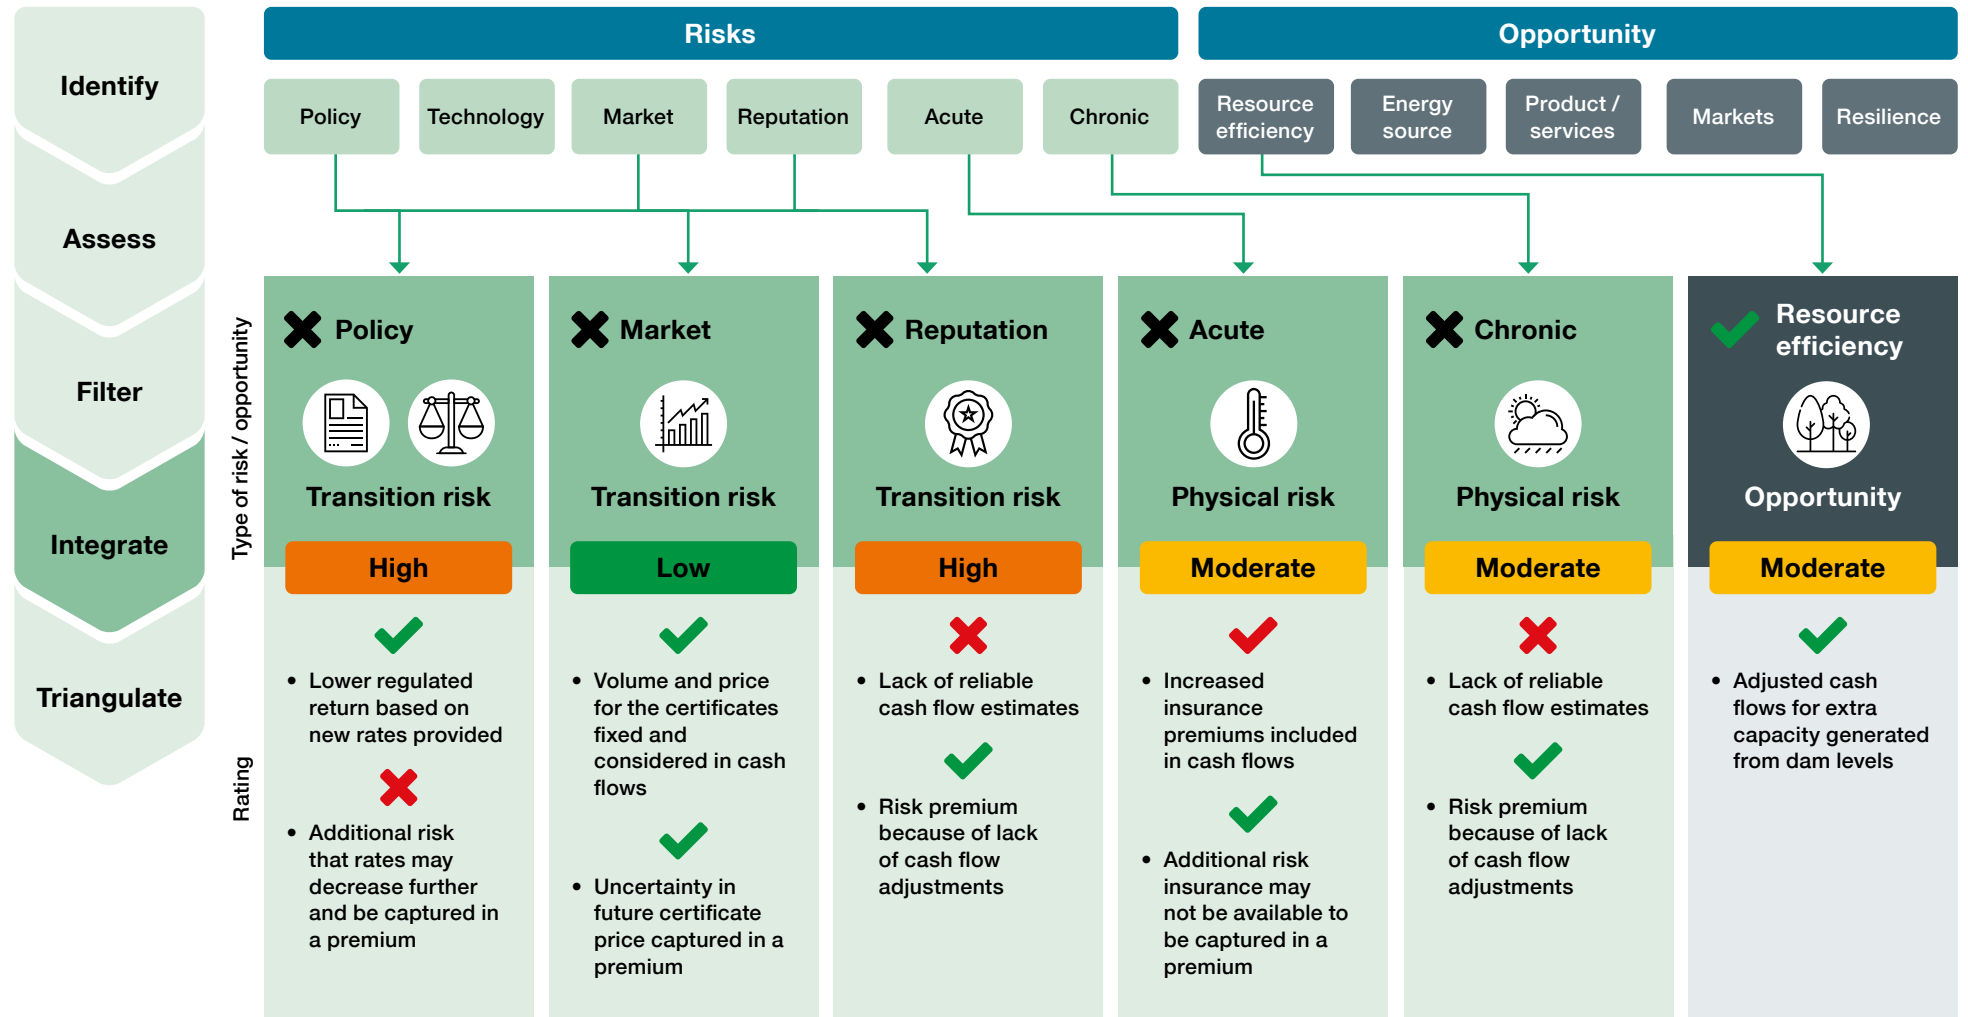 Identify
Assess
Filter
Integrate
Triangulate
Risks
Opportunity
Policy
Technology
Market
Reputation
Acute
Chronic
Resource
efficiency
Energy
source
Product /
services
Markets
Resilience
Type of risk / opportunity
Rating
Policy
Transition risk
High
• Lower regulated
return based on
new rates provided
• Additional risk
that rates may
decrease further
and be captured in
a premium
Market
Transition risk
Low
• Volume and price
for the certificates
fixed and
considered in cash
flows
• Uncertainty in
future certificate
price captured in a
premium
Reputation
Transition risk
High
• Lack of reliable
cash flow estimates
• Risk premium
because of lack
of cash flow
adjustments
Acute
Physical risk
Moderate
• Increased
insurance
premiums included
in cash flows
• Additional risk
insurance may
not be available to
be captured in a
premium
Chronic
Physical risk
Moderate
• Lack of reliable
cash flow estimates
• Risk premium
because of lack
of cash flow
adjustments
Resource
efficiency
Opportunity
Moderate
• Adjusted cash
flows for extra
capacity generated
from dam levels